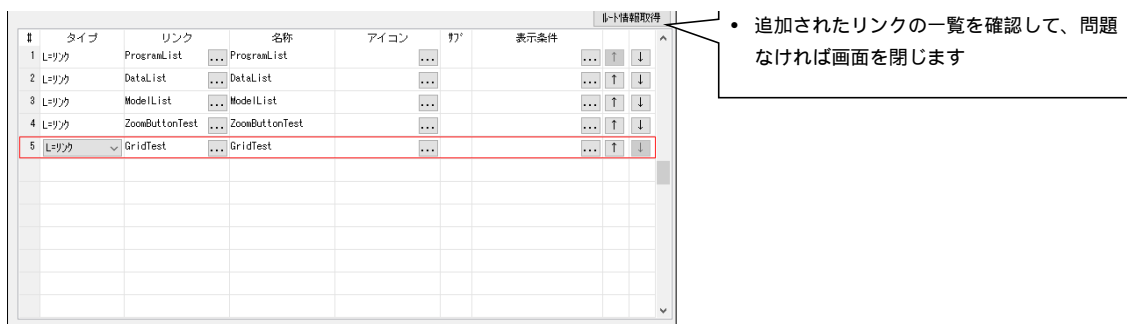 ルート情報取得
# タイプ リンク 名称 アイコン サブ 表示条件
1 L=リンク ProgramList ... ProgramList ... ... ↑ ↓
2 L=リンク DataList ... DataList ... ... ↑ ↓
3 L=リンク ModelList ... ModelList ... ... ↑ ↓
4 L=リンク ZoomButtonTest ... ZoomButtonTest ... ... ↑ ↓
5 L=リンク GridTest ... GridTest ... ... ↑ ↓
• 追加されたリンクの一覧を確認して、問題
なければ画面を閉じます